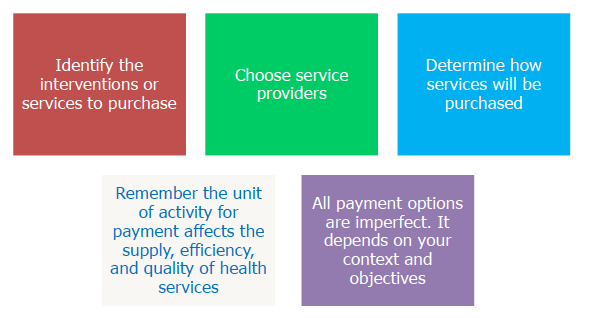 Identify the
interventions or
services to purchase
Choose service
providers
Determine how
services will be
purchased
Remember the unit
of activity for
payment affects the
supply, efficiency,
and quality of health
services
All payment options
are imperfect. It
depends on your
context and
objectives